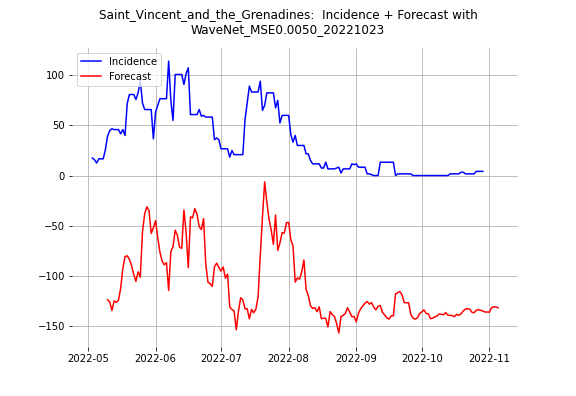 Saint_Vincent_and_the_Grenadines:  Incidence + Forecast with
WaveNet_MSE0.0050_20221023
Incidence
Forecast
100
50
0
−50
−100
−150
2022-05 2022-06 2022-07 2022-08 2022-09 2022-10 2022-11